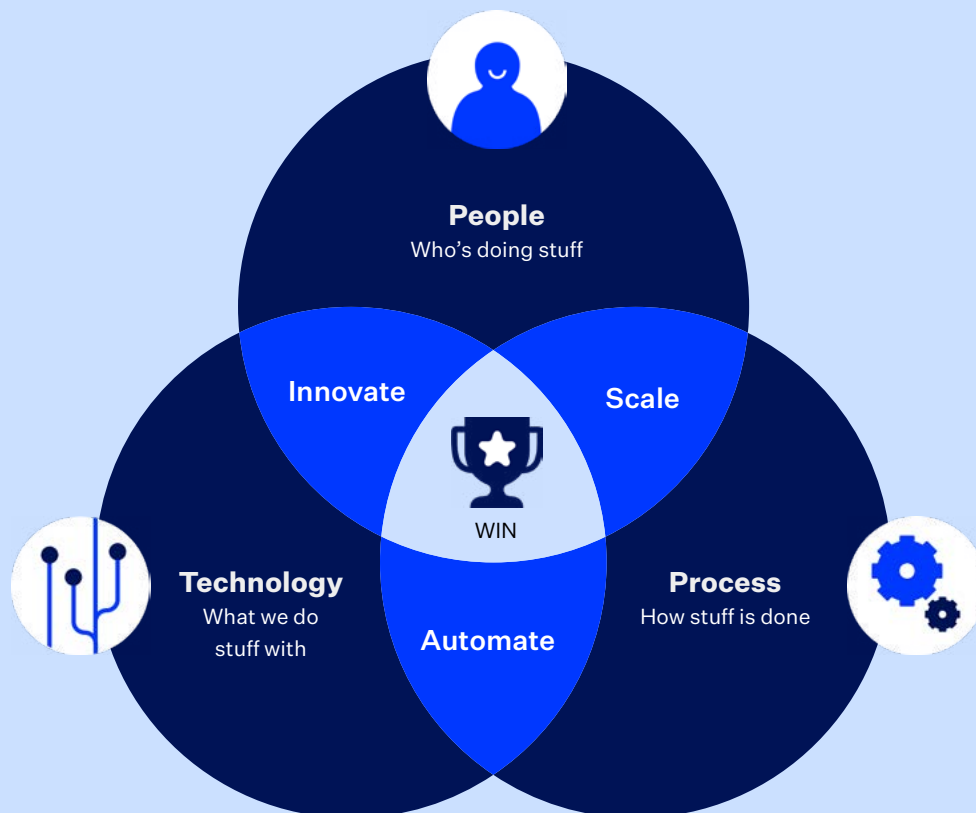 People
Who's doing stuff
Innovate
Scale
WIN
Technology
What we do
stuff with
Process
How stuff is done
Automate